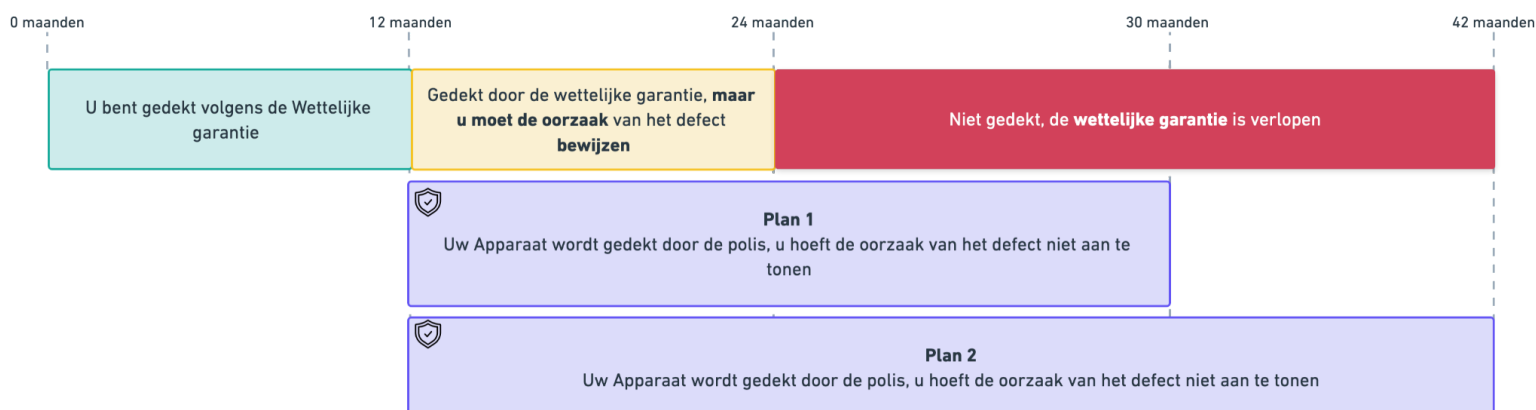 0 maanden
12 maanden
24 maanden
30 maanden
42 maanden
U bent gedekt volgens de Wettelijke
garantie
Gedekt door de wettelijke garantie, maar
u moet de oorzaak van het defect
bewijzen
Niet gedekt, de wettelijke garantie is verlopen
Plan 1
Uw Apparaat wordt gedekt door de polis, u hoeft de oorzaak van het defect niet aan te
tonen
Plan 2
Uw Apparaat wordt gedekt door de polis, u hoeft de oorzaak van het defect niet aan te tonen